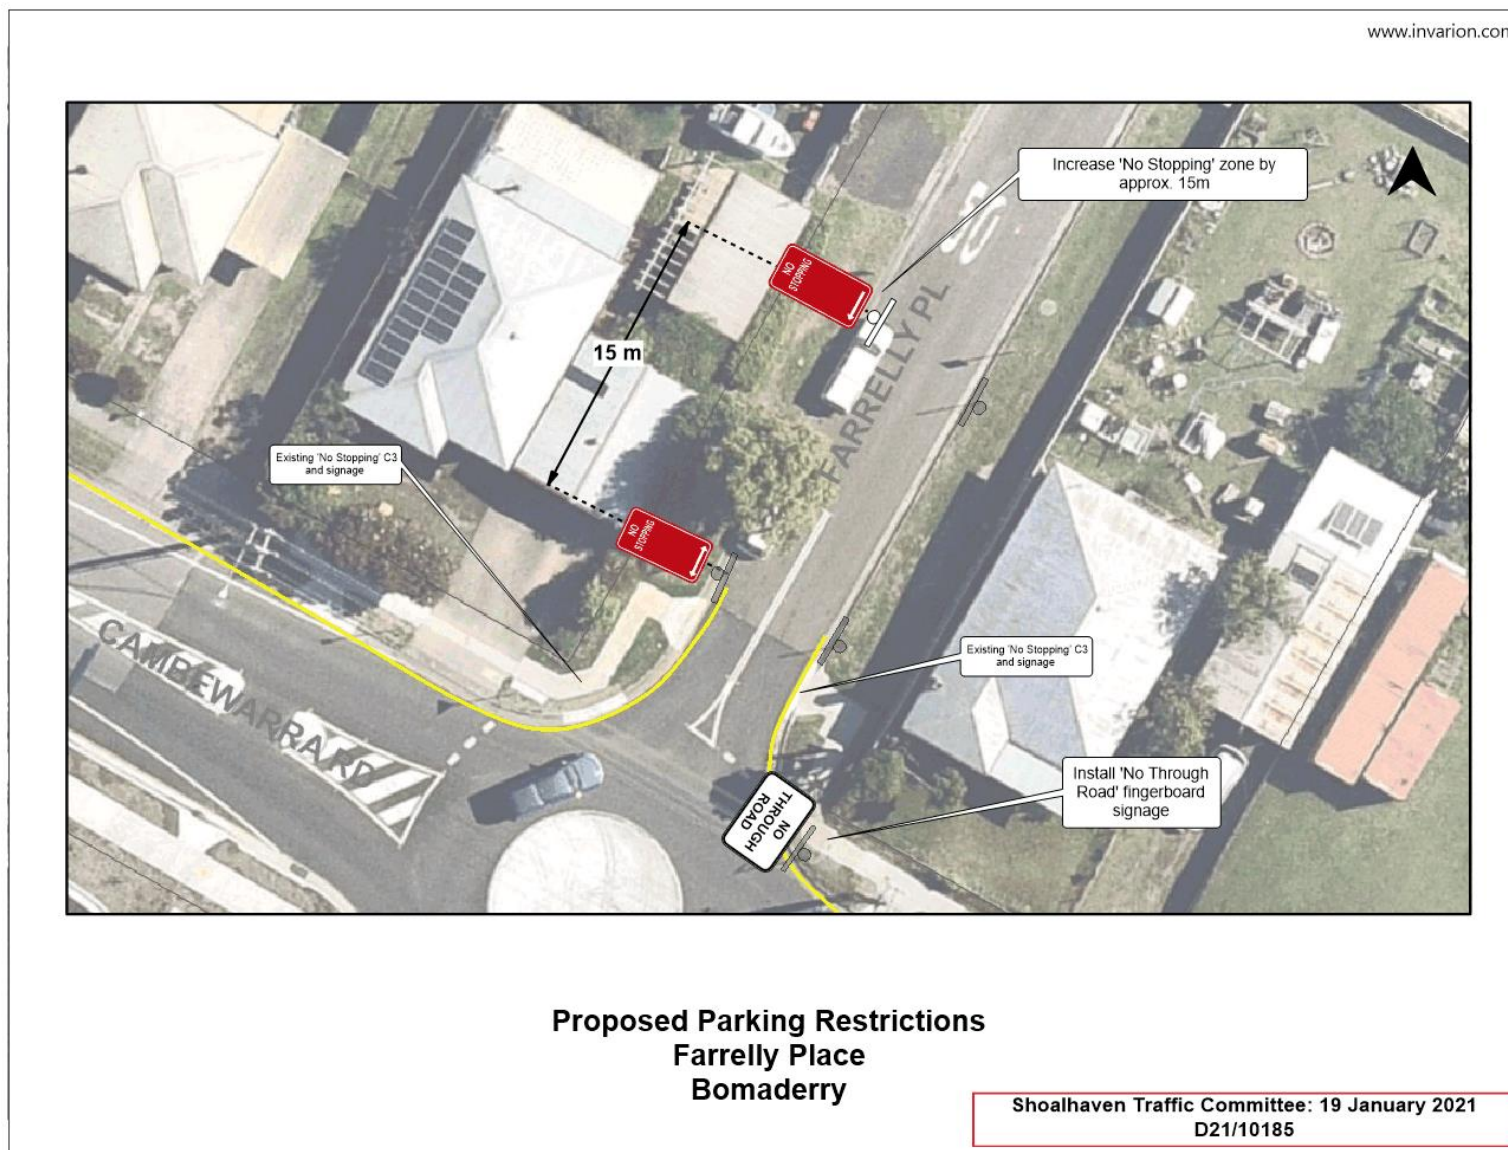 www.invarion.com
Increase 'No Stopping' zone by
approx. 15m
NO
STOPPING
FARRELLY PL
15 m
Existing 'No Stopping' C3
and signage
NO
STOPPING
CAMBEWARRA RD
Existing 'No Stopping' C3
and signage
Install 'No Through
Road' fingerboard
signage
NO
THROUGH
ROAD
50
Proposed Parking Restrictions
Farrelly Place
Bomaderry
Shoalhaven Traffic Committee: 19 January 2021
D21/10185